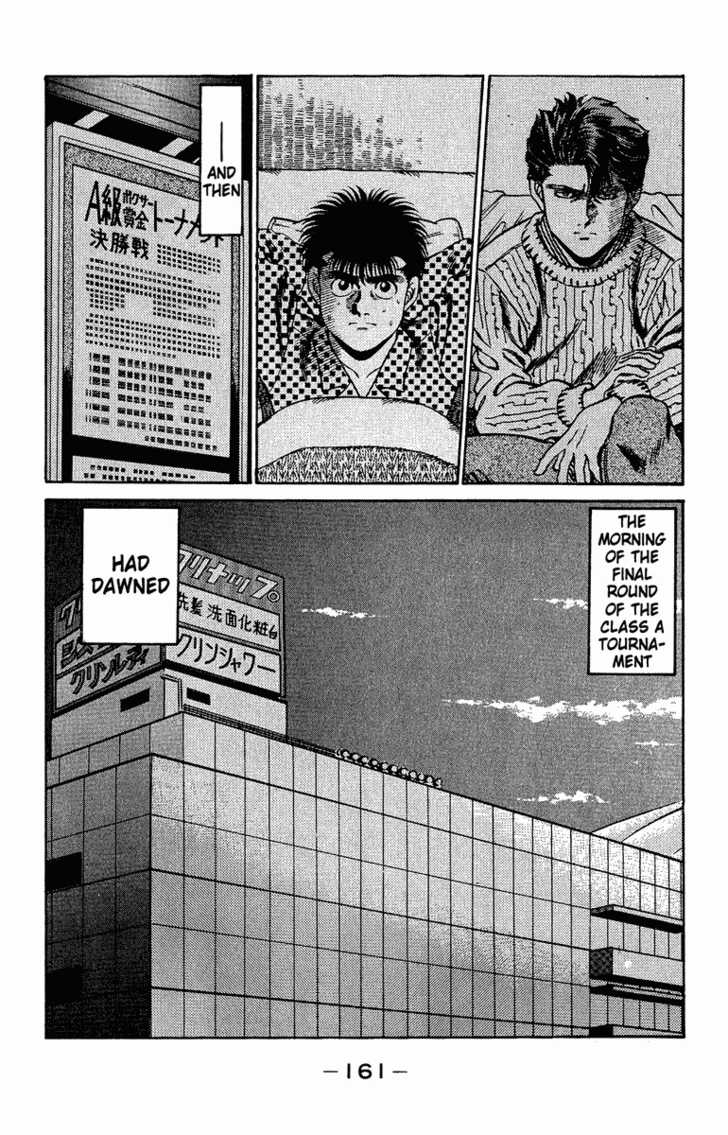 — AND
THEN
A級ボクサー賞金トーナメント
決勝戦
THE
MORNING
OF THE
FINAL
ROUND
OF THE
CLASS A
TOURNA-
MENT
HAD
DAWNED
クリナップ
洗髪洗面化粧台
クリンシャワー
クリンレディ
-161-